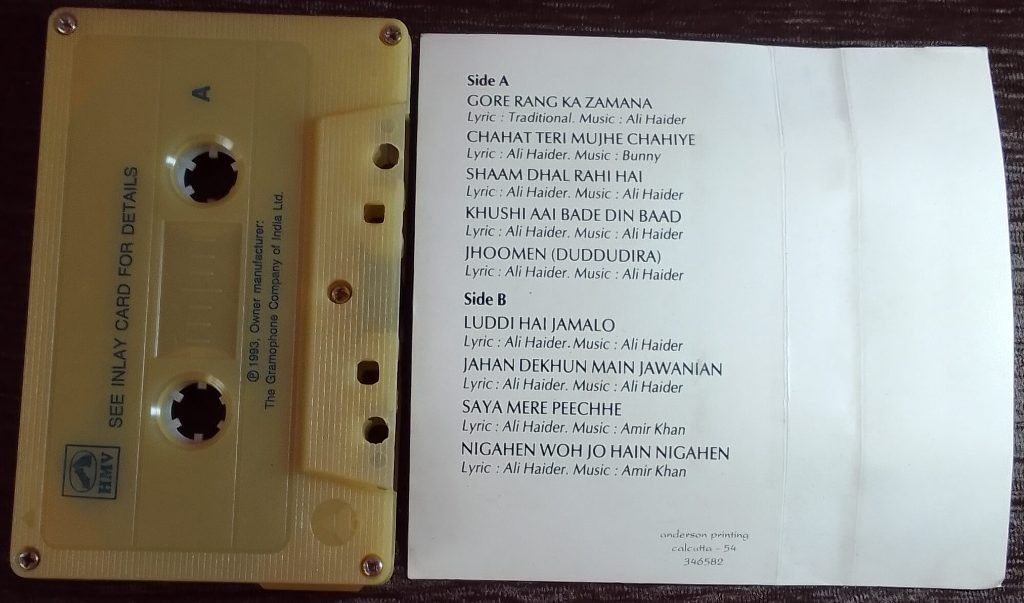 A
SEE INLAY CARD FOR DETAILS
℗ 1993, Owner manufacturer:
The Gramophone Company of India Ltd.
HMV
Side A
GORE RANG KA ZAMANA
Lyric : Traditional. Music : Ali Haider
CHAHAT TERI MUJHE CHAHIYE
Lyric : Ali Haider. Music : Bunny
SHAAM DHAL RAHI HAI
Lyric : Ali Haider. Music : Ali Haider
KHUSHI AAI BADE DIN BAAD
Lyric : Ali Haider. Music : Ali Haider
JHOOMEN (DUDDUDIRA)
Lyric : Ali Haider. Music : Ali Haider
Side B
LUDDI HAI JAMALO
Lyric : Ali Haider. Music : Ali Haider
JAHAN DEKHUN MAIN JAWANIAN
Lyric : Ali Haider. Music : Ali Haider
SAYA MERE PEECHHE
Lyric : Ali Haider. Music : Amir Khan
NIGAHEN WOH JO HAIN NIGAHEN
Lyric : Ali Haider. Music : Amir Khan
anderson printing
calcutta - 54
346582